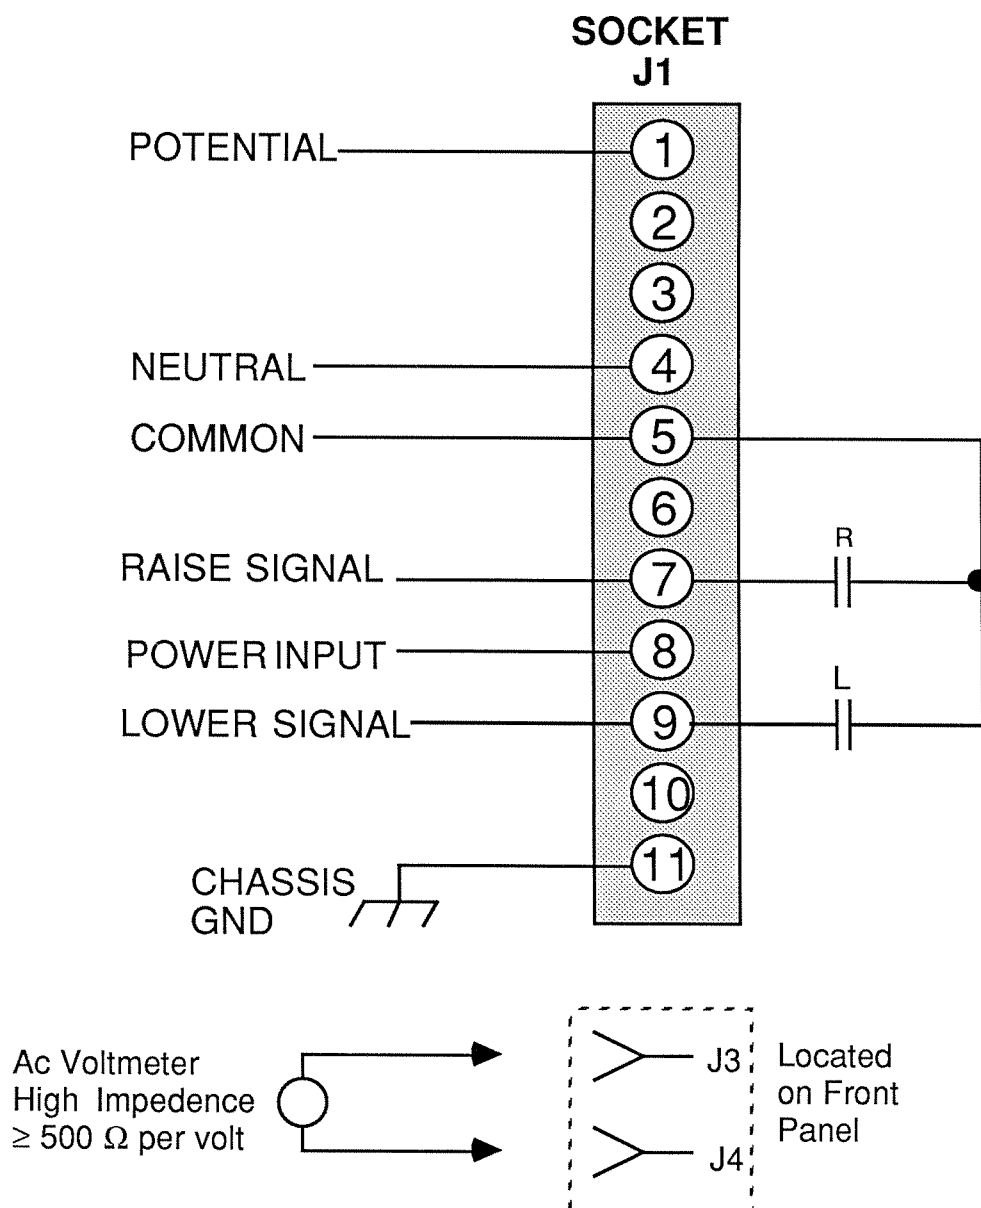 SOCKET
J1
POTENTIAL
1
2
3
NEUTRAL
4
COMMON
5
6
R
RAISE SIGNAL
7
POWER INPUT
8
L
LOWER SIGNAL
9
10
11
CHASSIS
GND
Ac Voltmeter
High Impedence
≥ 500 Ω per volt
J3
J4
Located
on Front
Panel